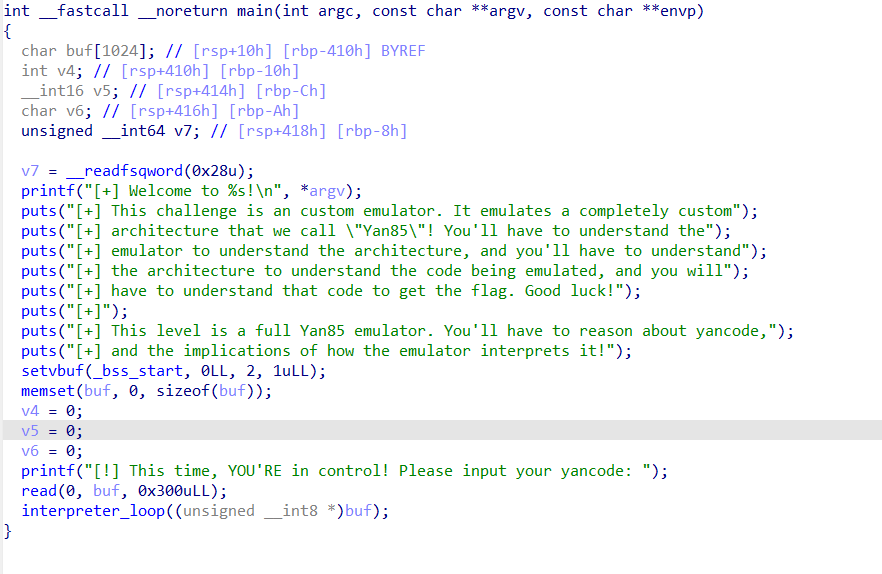 int __fastcall __noreturn main(int argc, const char **argv, const char **envp)
{
  char buf[1024]; // [rsp+10h] [rbp-410h] BYREF
  int v4; // [rsp+410h] [rbp-10h]
  __int16 v5; // [rsp+414h] [rbp-Ch]
  char v6; // [rsp+416h] [rbp-Ah]
  unsigned __int64 v7; // [rsp+418h] [rbp-8h]

  v7 = __readfsqword(0x28u);
  printf("[+] Welcome to %s!\n", *argv);
  puts("[+] This challenge is an custom emulator. It emulates a completely custom");
  puts("[+] architecture that we call \"Yan85\"! You'll have to understand the");
  puts("[+] emulator to understand the architecture, and you'll have to understand");
  puts("[+] the architecture to understand the code being emulated, and you will");
  puts("[+] have to understand that code to get the flag. Good luck!");
  puts("[+]");
  puts("[+] This level is a full Yan85 emulator. You'll have to reason about yancode,");
  puts("[+] and the implications of how the emulator interprets it!");
  setvbuf(_bss_start, 0LL, 2, 1uLL);
  memset(buf, 0, sizeof(buf));
  v4 = 0;
  v5 = 0;
  v6 = 0;
  printf("[!] This time, YOU'RE in control! Please input your yancode: ");
  read(0, buf, 0x300uLL);
  interpreter_loop((unsigned __int8 *)buf);
}